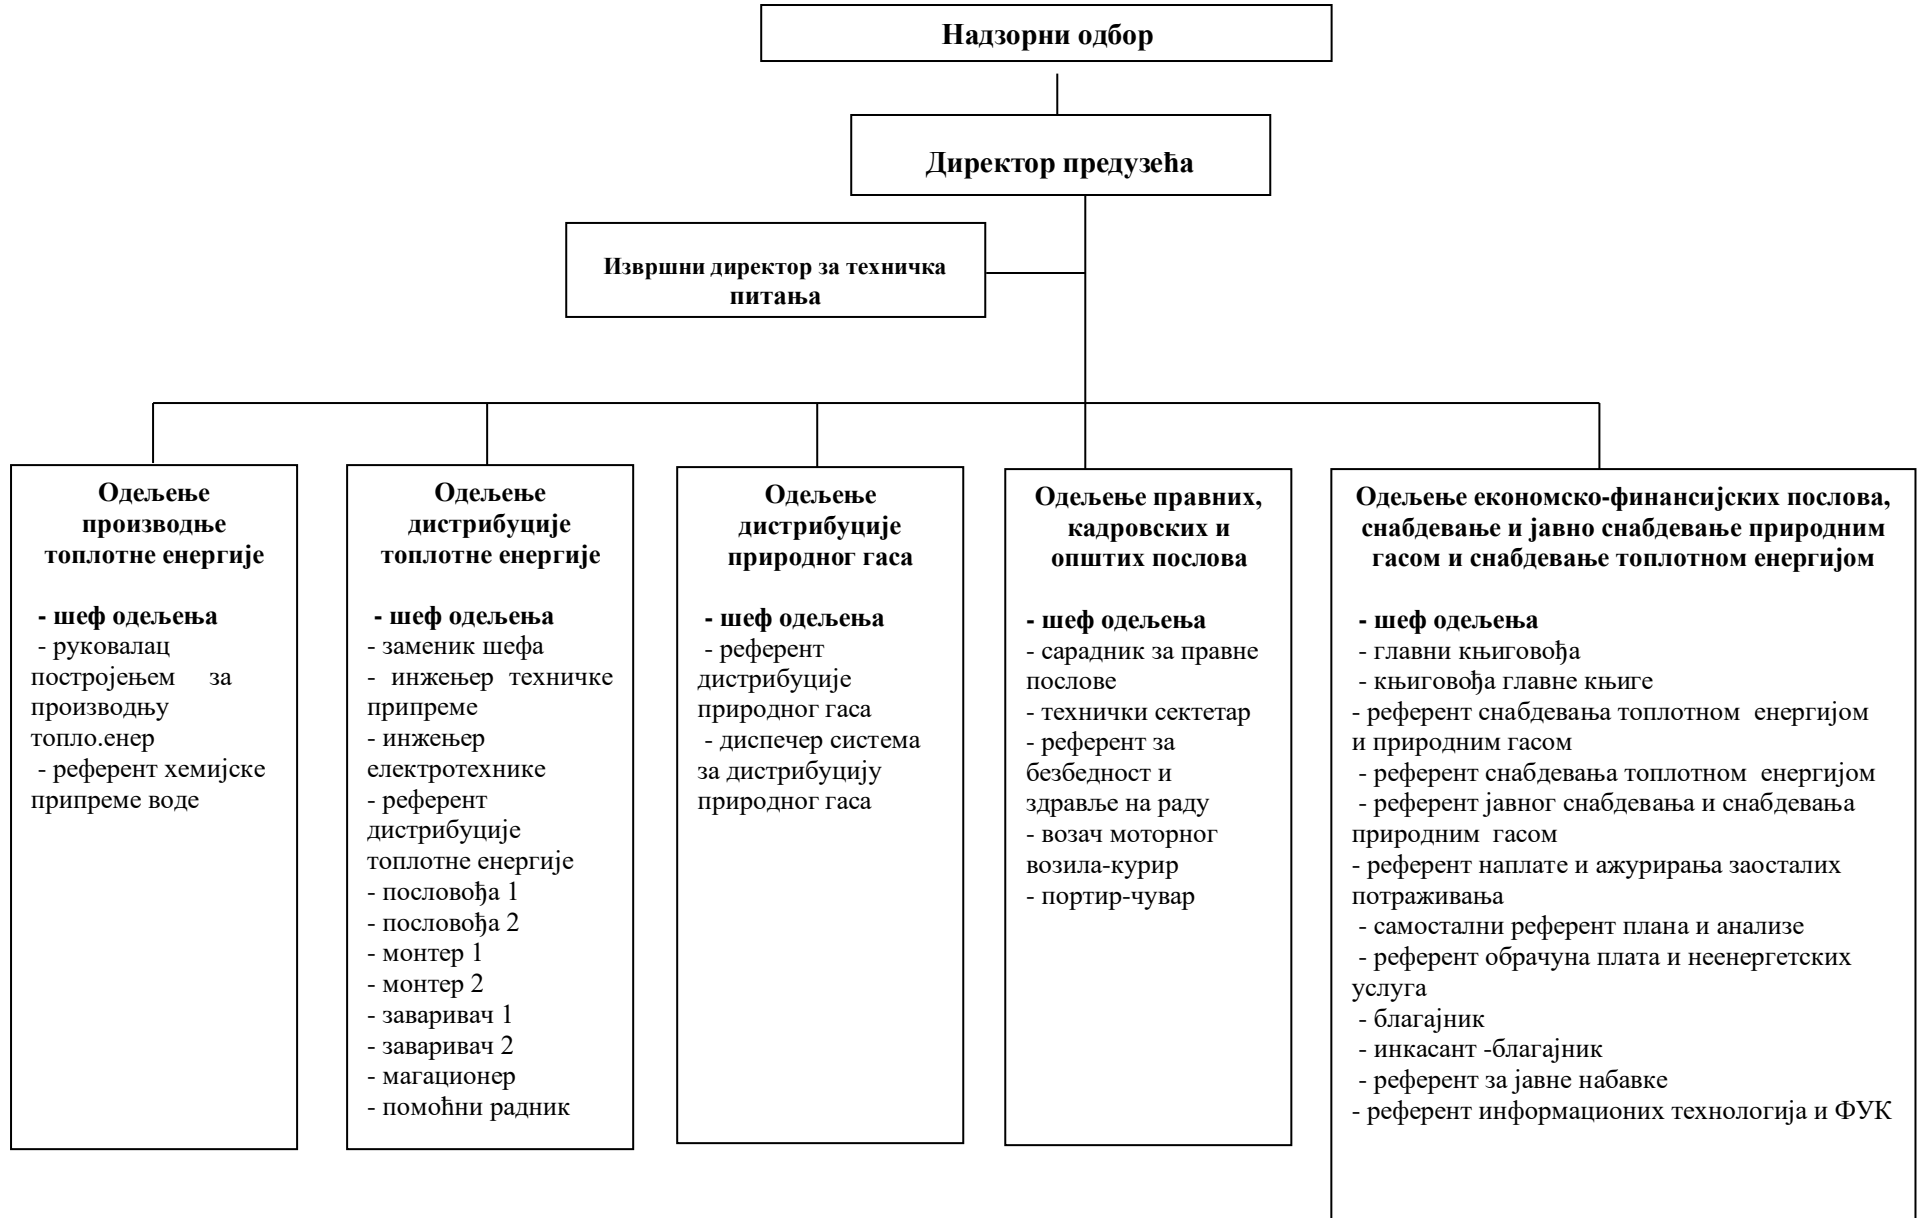 Надзорни одбор
Директор предузећа
Извршни директор за техничка
питања
Одељење
производње
топлотне енергије
- шеф одељења
- руковалац
постројењем за
производњу
топло.енер
- референт хемијске
припреме воде
Одељење
дистрибуције
топлотне енергије
- шеф одељења
- заменик шефа
- инжењер техничке
припреме
- инжењер
електротехнике
- референт
дистрибуције
топлотне енергије
- пословођа 1
- пословођа 2
- монтер 1
- монтер 2
- заваривач 1
- заваривач 2
- магационер
- помоћни радник
Одељење
дистрибуције
природног гаса
- шеф одељења
- референт
дистрибуције
природног гаса
- диспечер система
за дистрибуцију
природног гаса
Одељење правних,
кадровских и
општих послова
- шеф одељења
- сарадник за правне
послове
- технички сектетар
- референт за
безбедност и
здравље на раду
- возач моторног
возила-курир
- портир-чувар
Одељење економско-финансијских послова,
снабдевање и јавно снабдевање природним
гасом и снабдевање топлотном енергијом
- шеф одељења
- главни књиговођа
- књиговођа главне књиге
- референт снабдевања топлотном енергијом
и природним гасом
- референт снабдевања топлотном енергијом
- референт јавног снабдевања и снабдевања
природним гасом
- референт наплате и ажурирања заосталих
потраживања
- самостални референт плана и анализе
- референт обрачуна плата и неенергетских
услуга
- благајник
- инкасант -благајник
- референт за јавне набавке
- референт информационих технологија и ФУК